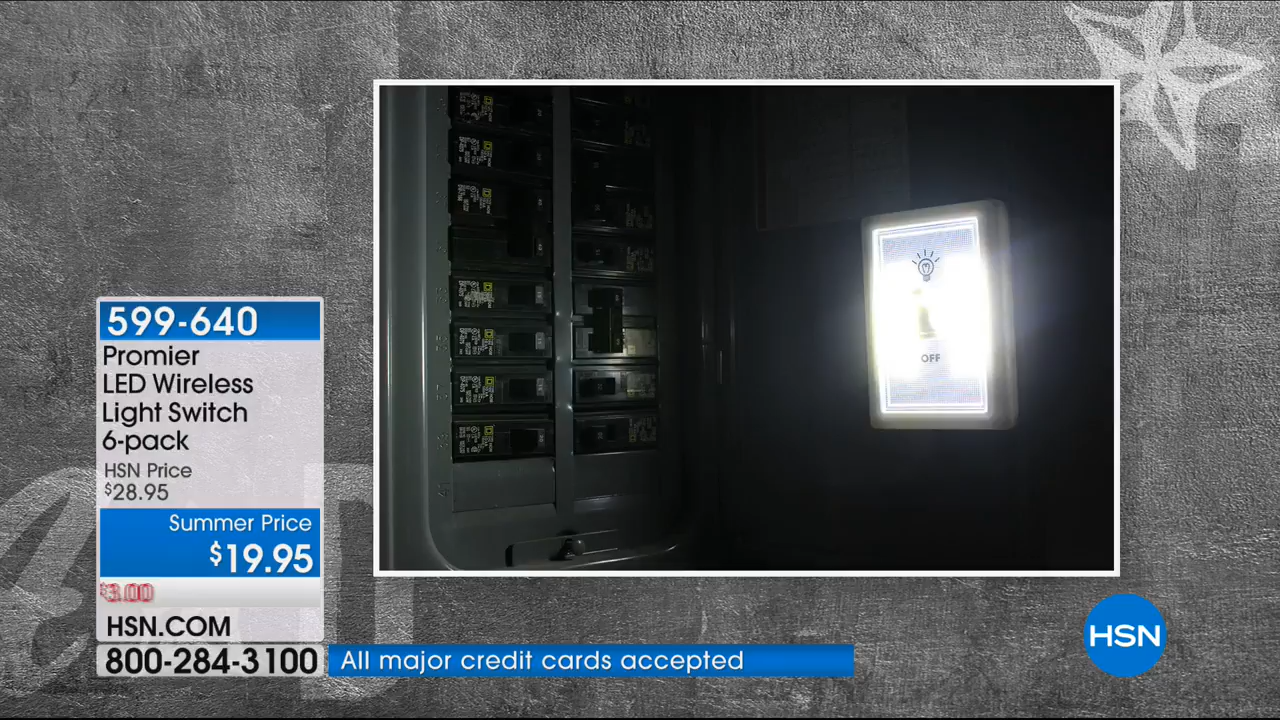 599-640
Promier
LED Wireless
Light Switch
6-pack
HSN Price
$28.95
Summer Price
$19.95
$3.00
HSN.COM
800-284-3100
All major credit cards accepted
OFF
HSN